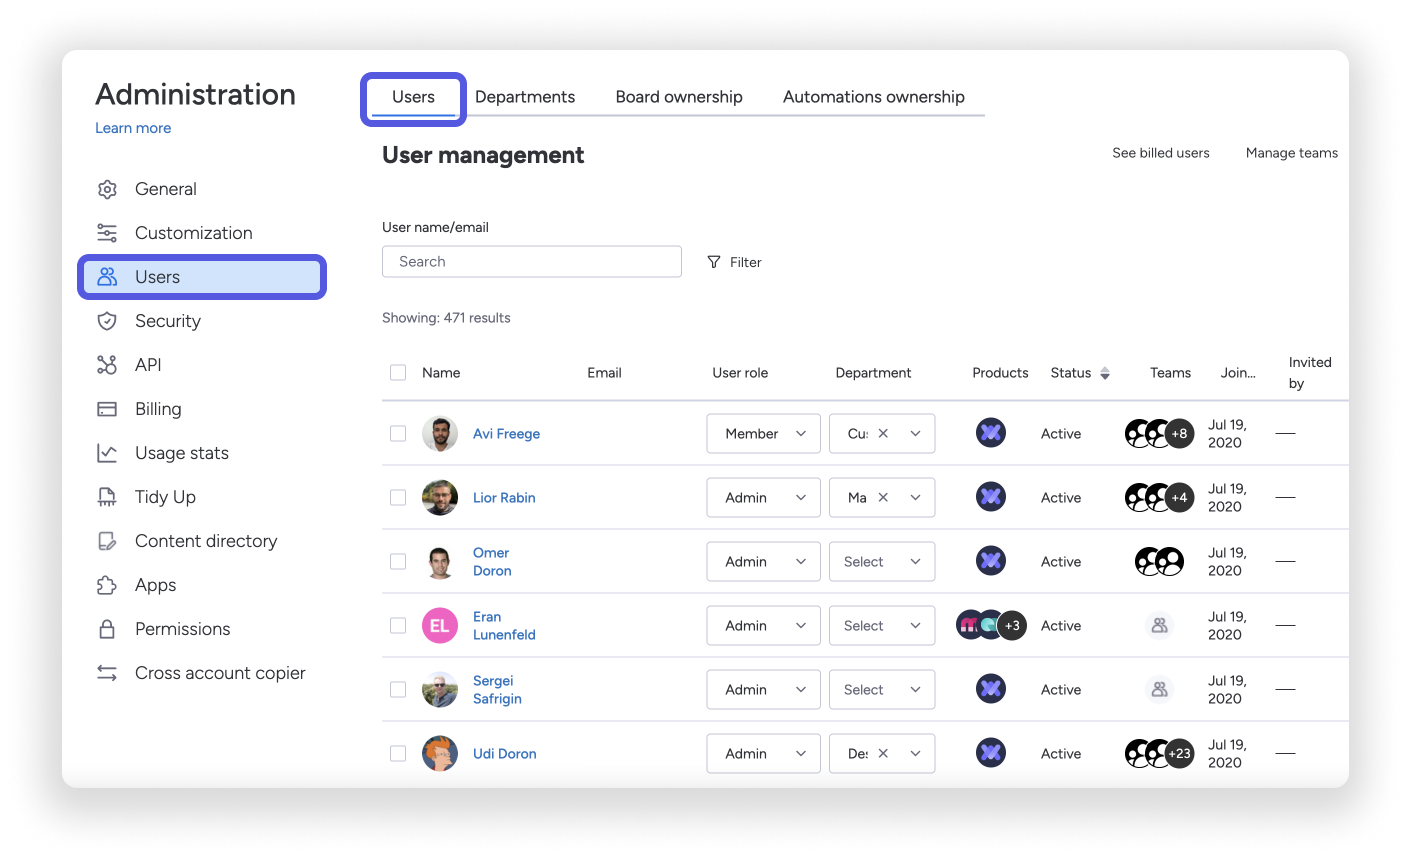 Administration
Learn more
General
Customization
Users
Security
API
Billing
Usage stats
Tidy Up
Content directory
Apps
Permissions
Cross account copier
Users Departments Board ownership Automations ownership
User management
See billed users Manage teams
User name/email
Search
Filter
Showing: 471 results
Name Email User role Department Products Status Teams Join... Invited
by
Avi Freege Member Cu: Active +8 Jul 19,
2020
Lior Rabin Admin Ma Active +4 Jul 19,
2020
Omer
Doron Admin Select Active Jul 19,
2020
EL Eran
Lunenfeld Admin Select +3 Active Jul 19,
2020
Sergei
Safrigin Admin Select Active Jul 19,
2020
Udi Doron Admin De Active +23 Jul 19,
2020